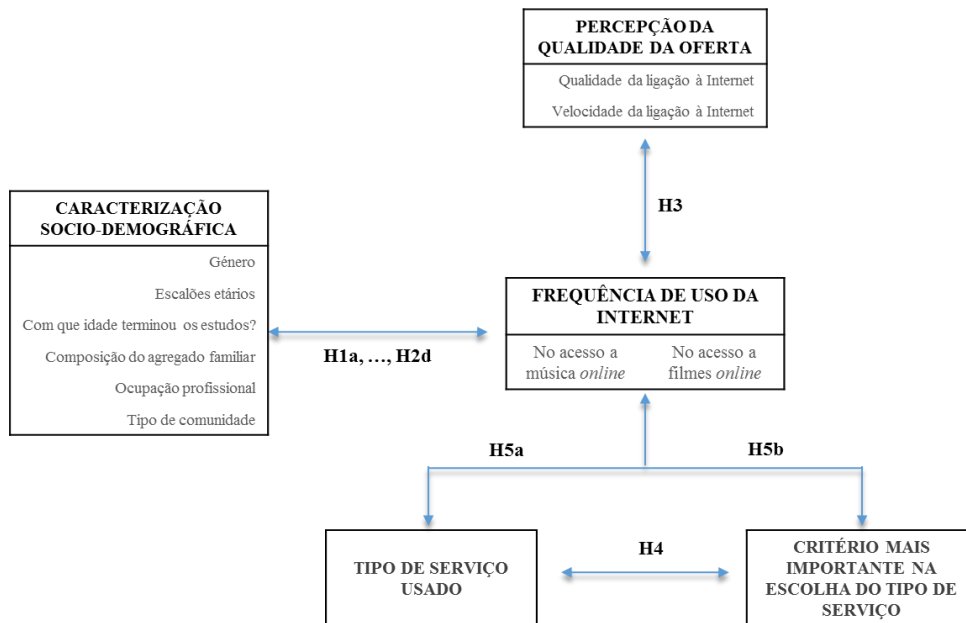 PERCEPÇÃO DA
QUALIDADE DA OFERTA
Qualidade da ligação à Internet
Velocidade da ligação à Internet
H3
CARACTERIZAÇÃO
SOCIO-DEMOGRÁFICA
Género
Escalões etários
Com que idade terminou os estudos?
Composição do agregado familiar
Ocupação profissional
Tipo de comunidade
H1a, ..., H2d
FREQUÊNCIA DE USO DA
INTERNET
No acesso a
música online
No acesso a
filmes online
H5a
H5b
TIPO DE SERVIÇO
USADO
H4
CRITÉRIO MAIS
IMPORTANTE NA
ESCOLHA DO TIPO DE
SERVIÇO